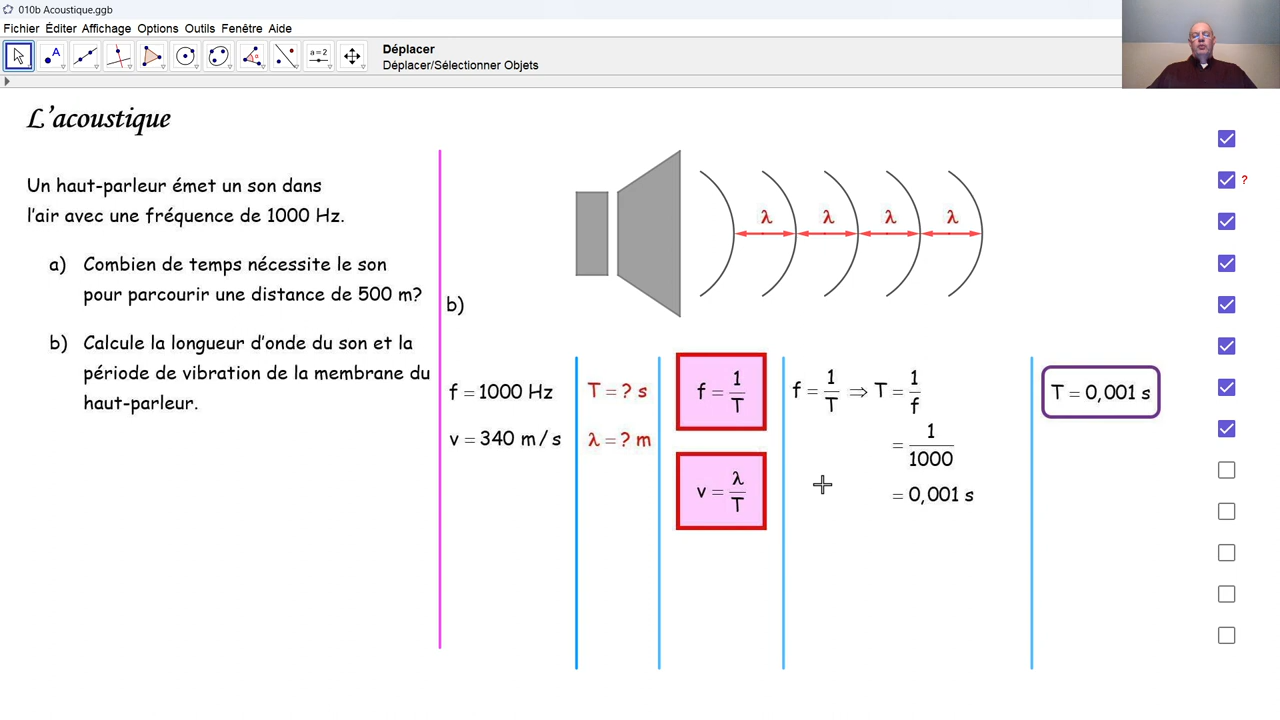 010b Acoustique.ggb
Fichier Éditer Affichage Options Outils Fenêtre Aide
A
a=2
Déplacer
Déplacer/Sélectionner Objets
L'acoustique
Un haut-parleur émet un son dans
l'air avec une fréquence de 1000 Hz.
a) Combien de temps nécessite le son
pour parcourir une distance de 500 m?
b) Calcule la longueur d'onde du son et la
période de vibration de la membrane du
haut-parleur.
λ λ λ λ
?
b)
f = 1000 Hz
v = 340 m/s
T = ? s
λ = ? m
f = 1/T
v = λ/T
f = 1/T ⇒ T = 1/f
= 1/1000
= 0,001 s
T = 0,001 s